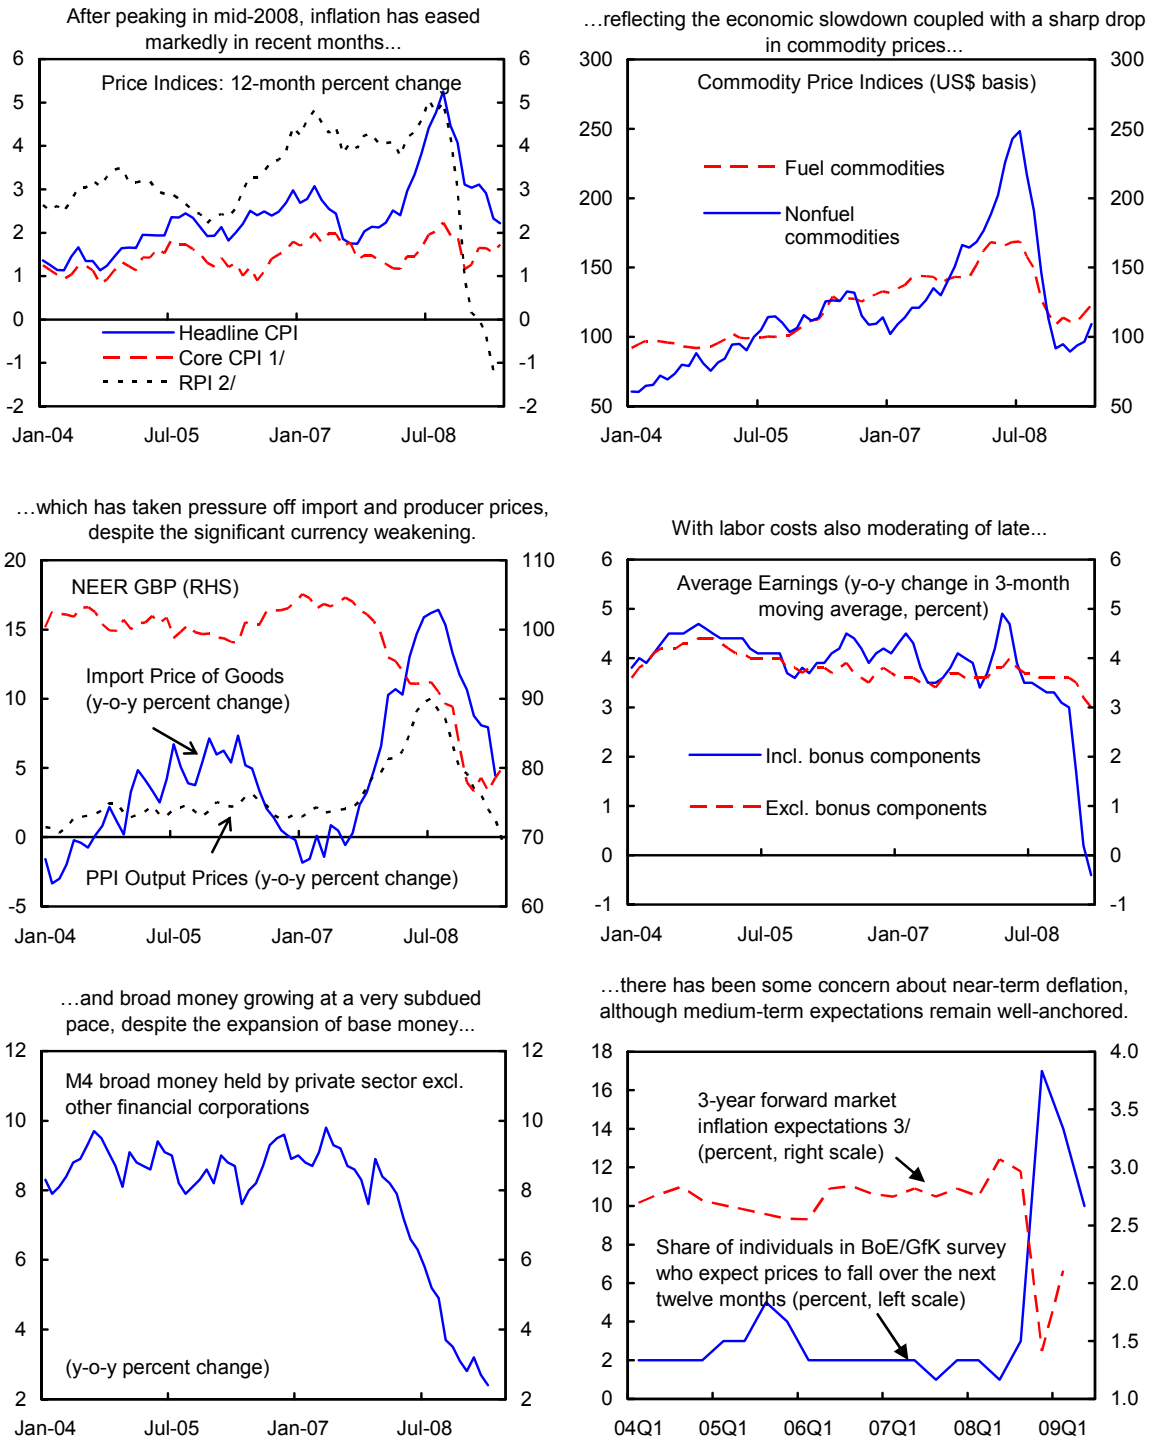 After peaking in mid-2008, inflation has eased
markedly in recent months...
6
5
4
3
2
1
0
-1
-2
6
5
4
3
2
1
0
-1
-2
Price Indices: 12-month percent change
Headline CPI
Core CPI 1/
RPI 2/
Jan-04
Jul-05
Jan-07
Jul-08
…reflecting the economic slowdown coupled with a sharp drop
in commodity prices...
300
250
200
150
100
50
300
250
200
150
100
50
Commodity Price Indices (US$ basis)
Fuel commodities
Nonfuel
commodities
Jan-04
Jul-05
Jan-07
Jul-08
…which has taken pressure off import and producer prices,
despite the significant currency weakening.
20
15
10
5
0
-5
110
100
90
80
70
60
NEER GBP (RHS)
Import Price of Goods
(y-o-y percent change)
PPI Output Prices (y-o-y percent change)
Jan-04
Jul-05
Jan-07
Jul-08
With labor costs also moderating of late...
6
5
4
3
2
1
0
-1
6
5
4
3
2
1
0
-1
Average Earnings (y-o-y change in 3-month
moving average, percent)
Incl. bonus components
Excl. bonus components
Jan-04
Jul-05
Jan-07
Jul-08
…and broad money growing at a very subdued
pace, despite the expansion of base money...
12
10
8
6
4
2
12
10
8
6
4
2
M4 broad money held by private sector excl.
other financial corporations
(y-o-y percent change)
Jan-04
Jul-05
Jan-07
Jul-08
…there has been some concern about near-term deflation,
although medium-term expectations remain well-anchored.
18
16
14
12
10
8
6
4
2
0
4.0
3.5
3.0
2.5
2.0
1.5
1.0
3-year forward market
inflation expectations 3/
(percent, right scale)
Share of individuals in BoE/GfK survey
who expect prices to fall over the next
twelve months (percent, left scale)
04Q1
05Q1
06Q1
07Q1
08Q1
09Q1